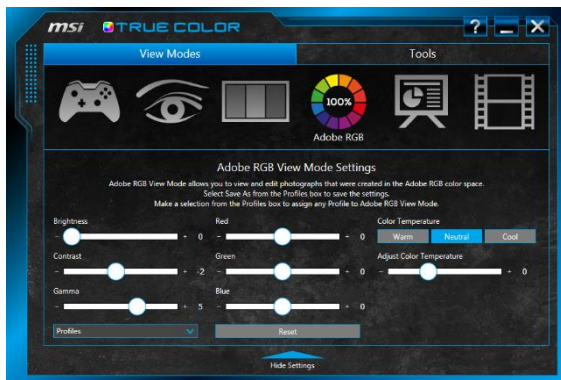 msi TRUE COLOR ? – X
View Modes Tools
100%
Adobe RGB
Adobe RGB View Mode Settings
Adobe RGB View Mode allows you to view and edit photographs that were created in the Adobe RGB color space.
Select Save As from the Profiles box to save the settings.
Make a selection from the Profiles box to assign any Profile to Adobe RGB View Mode.
Brightness Red Color Temperature
- + 0 - + 0 Warm Neutral Cool
Contrast Green Adjust Color Temperature
- + -2 - + 0 - + 0
Gamma Blue
- + 5 - + 0
Profiles Reset
Hide Settings